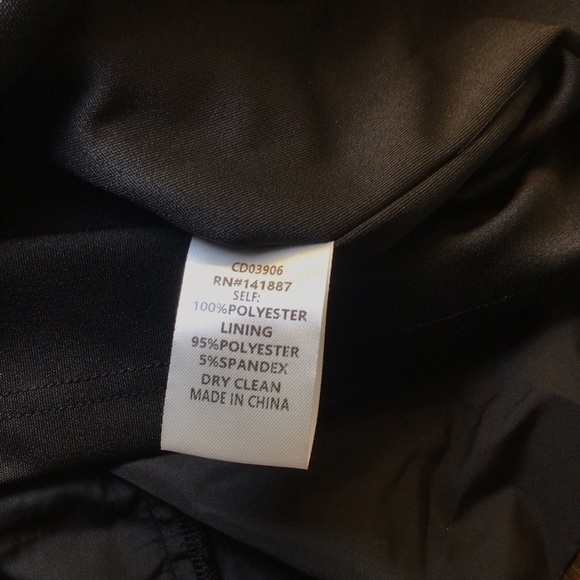 CD03906
RN#141887
SELF:
100%POLYESTER
LINING
95%POLYESTER
5%SPANDEX
DRY CLEAN
MADE IN CHINA